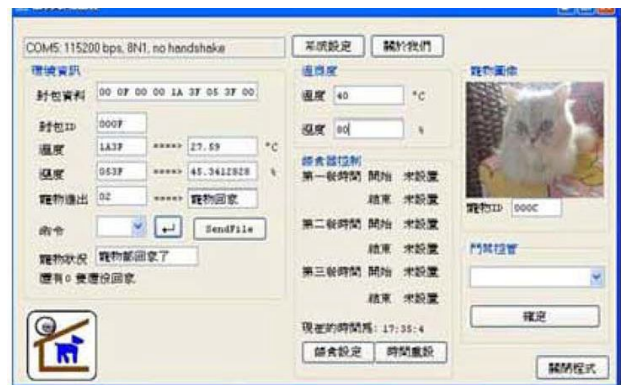 COM5: 115200 bps, 8N1, no handshake
系統設定
關於我們
環境資訊
封包資料 00 0F 00 00 1A 3F 05 3F 00
封包ID 000F
溫度 1A3F ====> 27.59 °C
濕度 053F ====> 45.3412828 %
寵物進出 02 ====> 寵物回家
命令
SendFile
寵物狀況 寵物都回家了
還有0 隻還沒回家
溫濕度
溫度 40 °C
濕度 80 %
餵食器控制
第一餐時間 開始 未設置
結束 未設置
第二餐時間 開始 未設置
結束 未設置
第三餐時間 開始 未設置
結束 未設置
現在的時間為: 17:35:4
餵食設定
時間重設
寵物圖像
寵物ID 000C
門禁控管
確定
關閉程式